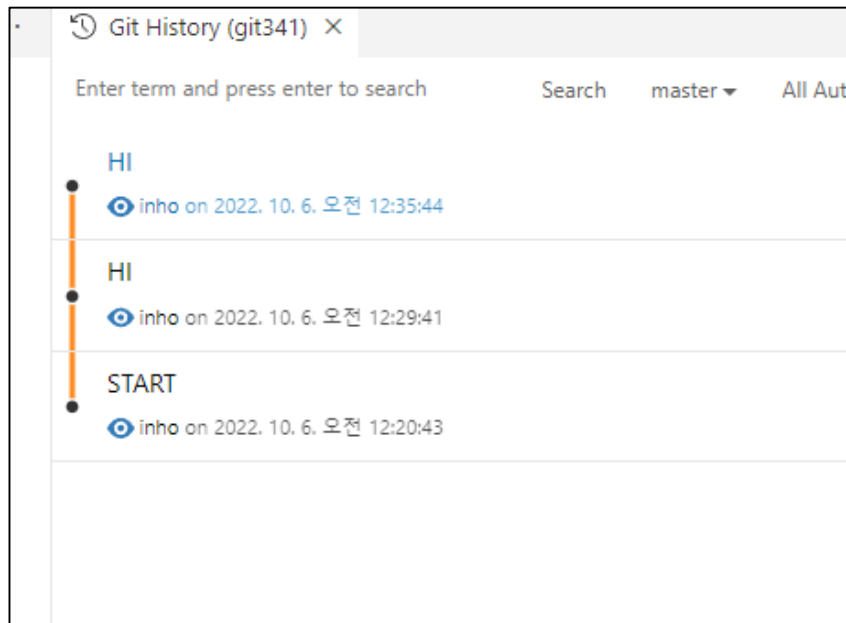 Git History (git341)
Enter term and press enter to search Search master All Aut
HI
inho on 2022. 10. 6. 오전 12:35:44
HI
inho on 2022. 10. 6. 오전 12:29:41
START
inho on 2022. 10. 6. 오전 12:20:43